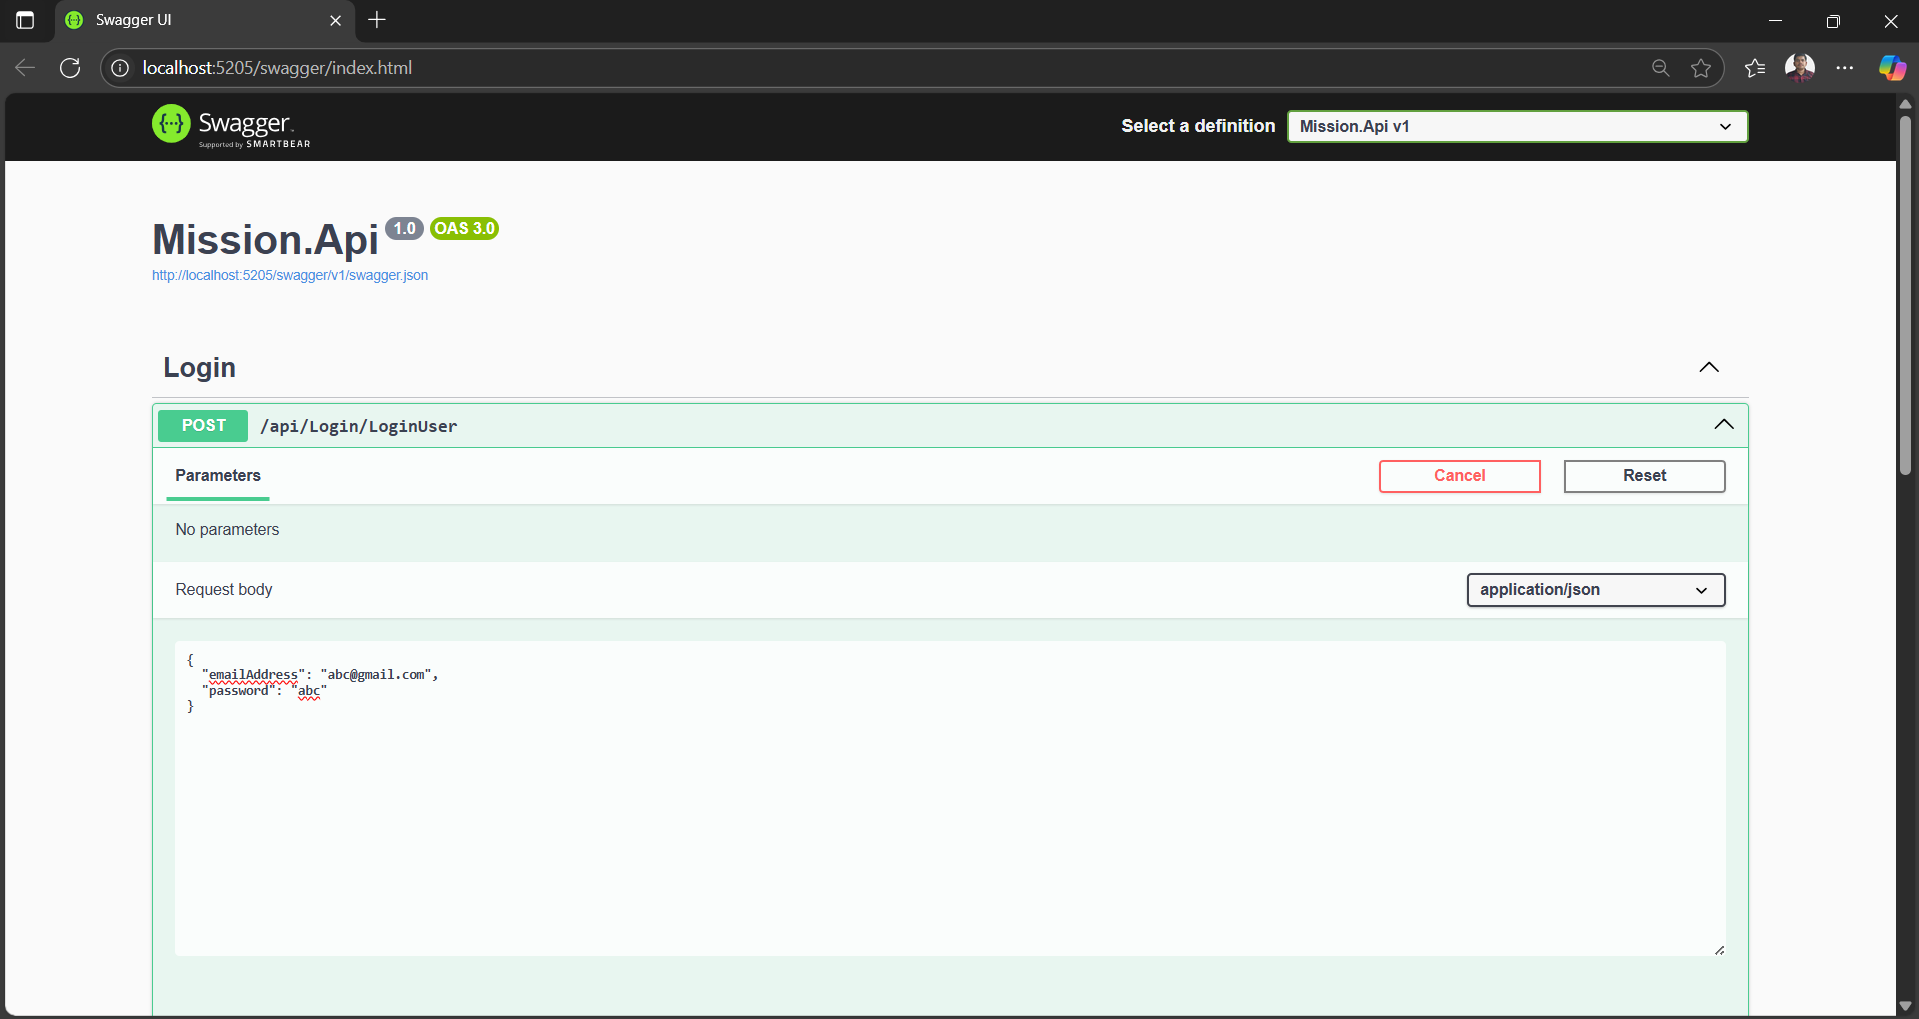 Swagger UI
localhost:5205/swagger/index.html
{···} Swagger
Supported by SMARTBEAR
Select a definition
Mission.Api v1
Mission.Api 1.0 OAS 3.0
http://localhost:5205/swagger/v1/swagger.json
Login
POST /api/Login/LoginUser
Parameters
Cancel
Reset
No parameters
Request body
application/json
{
"emailAddress": "abc@gmail.com",
"password": "abc"
}